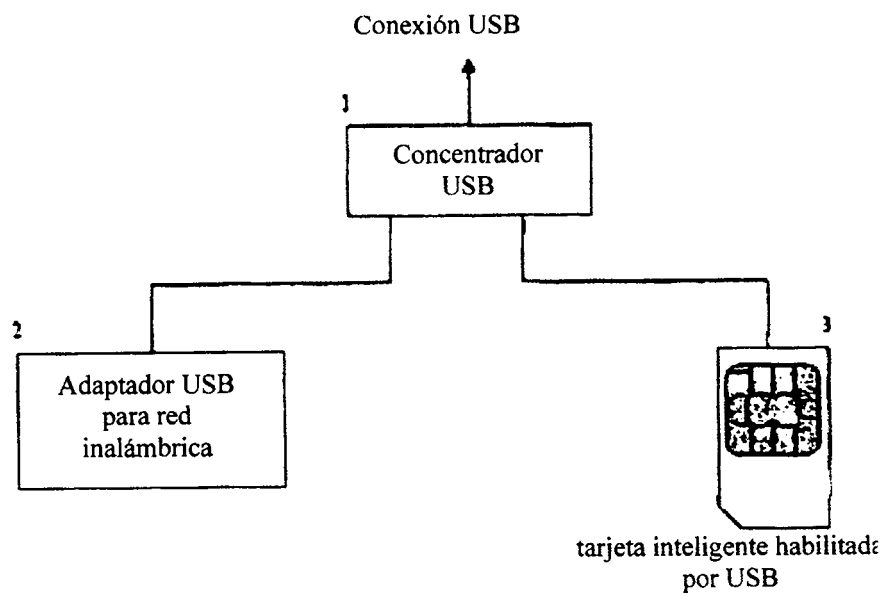 Conexión USB
1
Concentrador
USB
2
Adaptador USB
para red
inalámbrica
3
tarjeta inteligente habilitada
por USB